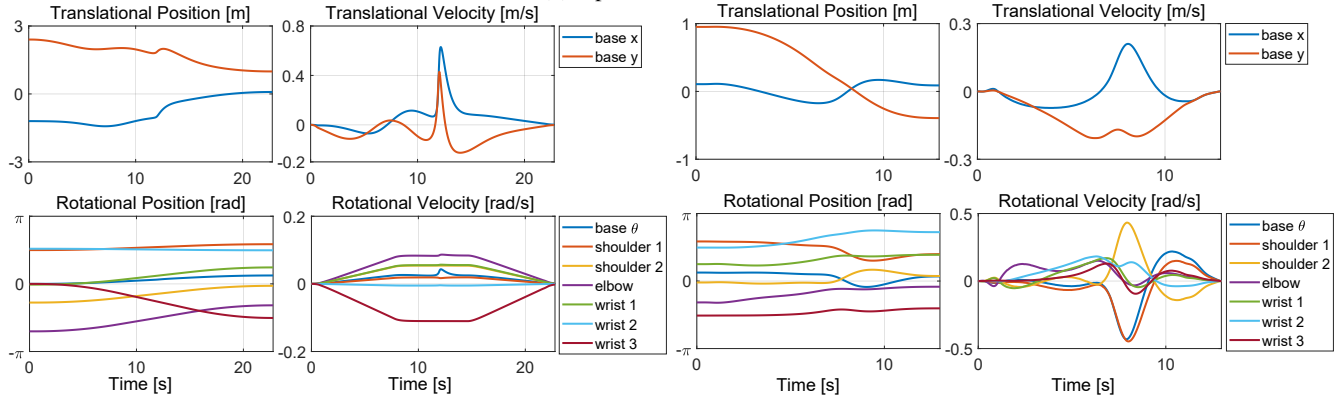 Translational Position [m]
3
0
-3
0
10
20
Translational Velocity [m/s]
0.8
0.4
0
-0.2
0
10
20
base x
base y
Translational Position [m]
1
0
-1
0
10
Translational Velocity [m/s]
0.3
0
-0.3
0
10
base x
base y
Rotational Position [rad]
π
0
-π
0
10
20
Time [s]
Rotational Velocity [rad/s]
0.2
0
-0.2
0
10
20
Time [s]
base θ
shoulder 1
shoulder 2
elbow
wrist 1
wrist 2
wrist 3
Rotational Position [rad]
π
0
-π
0
10
Time [s]
Rotational Velocity [rad/s]
0.5
0
-0.5
0
10
Time [s]
base θ
shoulder 1
shoulder 2
elbow
wrist 1
wrist 2
wrist 3